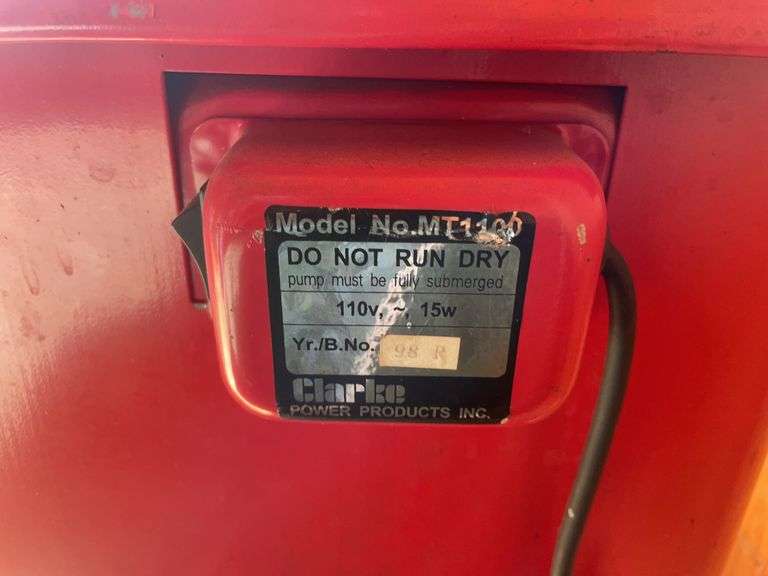 Model No.MT1100
DO NOT RUN DRY
pump must be fully submerged
110v, ~, 15w
Yr./B.No. 98 R
Clarke
POWER PRODUCTS INC.